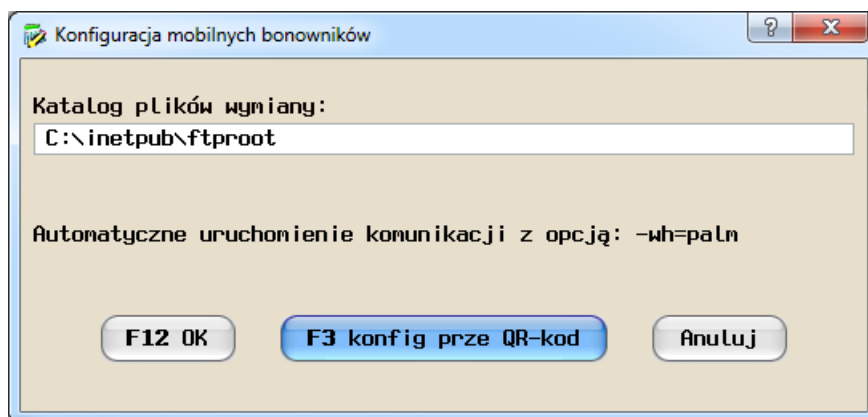 Konfiguracja mobilnych bonowników
Katalog plików wymiany:
C:\inetpub\ftproot
Automatyczne uruchomienie komunikacji z opcją: -wh=palm
F12 OK F3 konfig prze QR-kod Anuluj